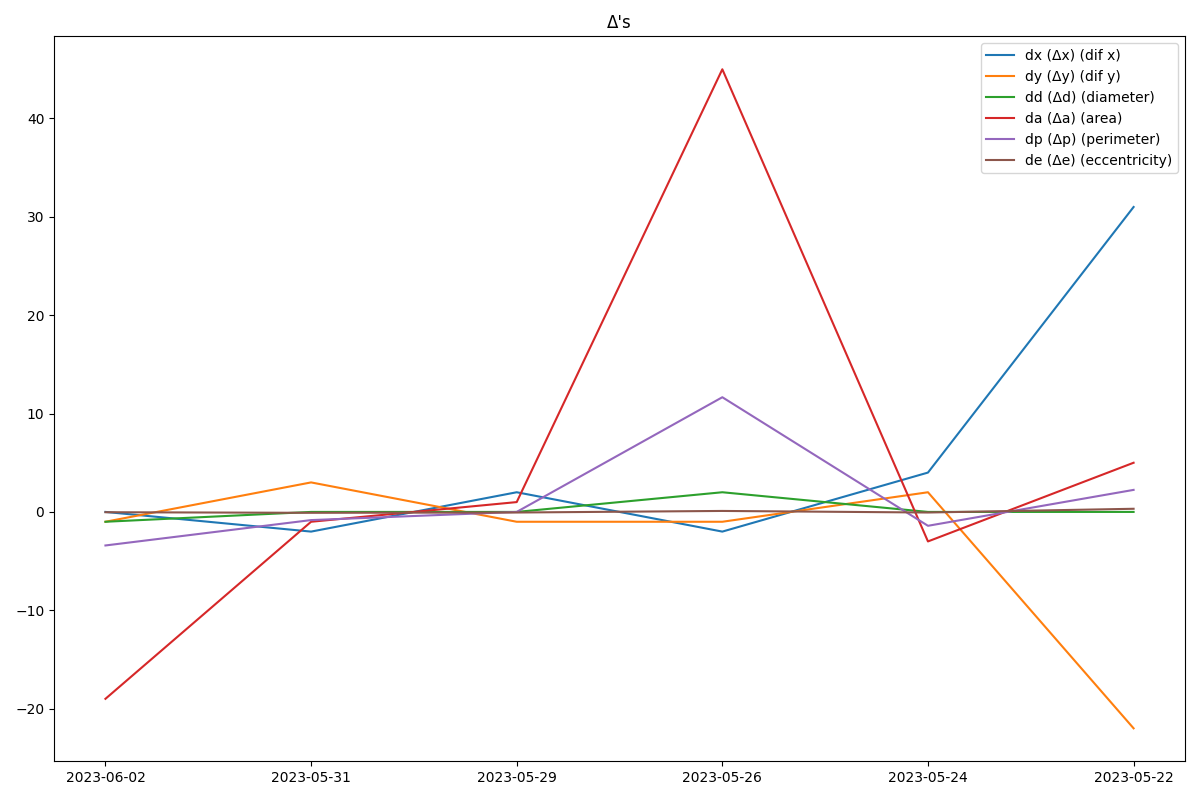 Δ's
dx (Δx) (dif x)
dy (Δy) (dif y)
dd (Δd) (diameter)
da (Δa) (area)
dp (Δp) (perimeter)
de (Δe) (eccentricity)
40
30
20
10
0
−10
−20
2023-06-02 2023-05-31 2023-05-29 2023-05-26 2023-05-24 2023-05-22